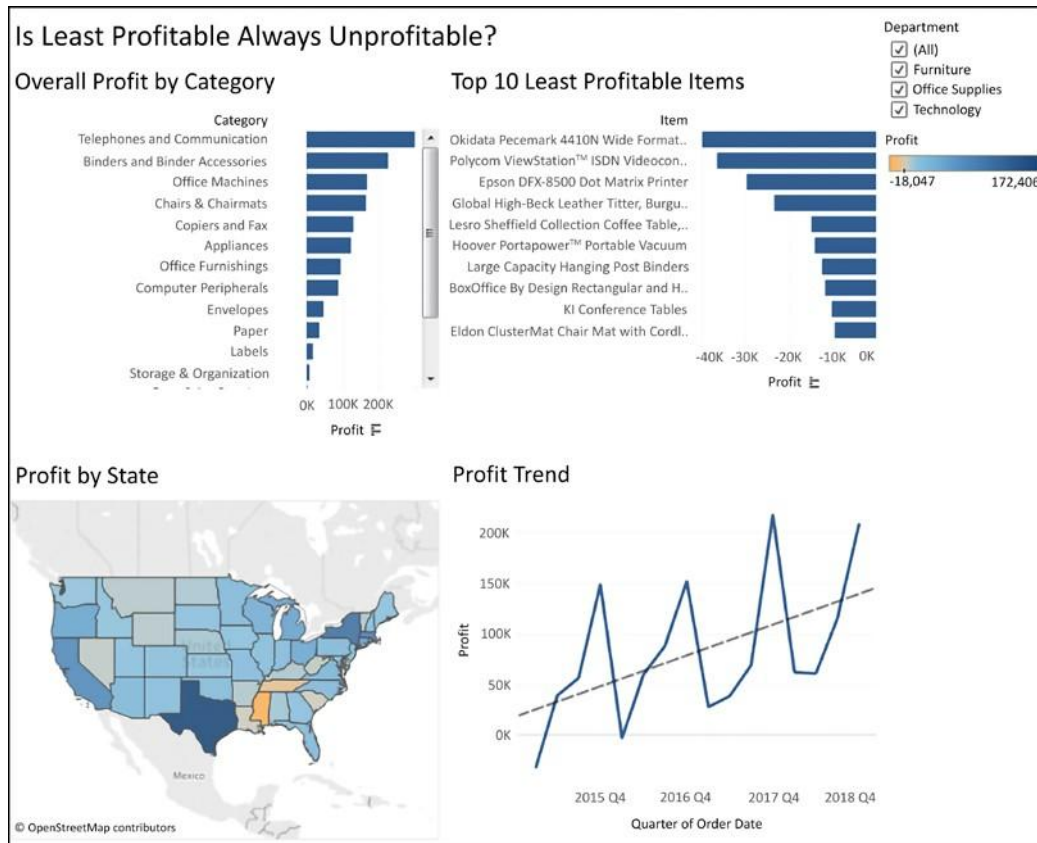 Is Least Profitable Always Unprofitable?
Department
(All)
Furniture
Office Supplies
Technology
Profit
-18,047 172,406
Overall Profit by Category
Category
Telephones and Communication
Binders and Binder Accessories
Office Machines
Chairs & Chairmats
Copiers and Fax
Appliances
Office Furnishings
Computer Peripherals
Envelopes
Paper
Labels
Storage & Organization
0K 100K 200K
Profit
Top 10 Least Profitable Items
Item
Okidata Pecemark 4410N Wide Format..
Polycom ViewStation™ ISDN Videocon..
Epson DFX-8500 Dot Matrix Printer
Global High-Beck Leather Titter, Burgu..
Lesro Sheffield Collection Coffee Table,..
Hoover Portapower™ Portable Vacuum
Large Capacity Hanging Post Binders
BoxOffice By Design Rectangular and H..
KI Conference Tables
Eldon ClusterMat Chair Mat with Cordl..
-40K -30K -20K -10K 0K
Profit
Profit by State
United
States
Mexico
© OpenStreetMap contributors
Profit Trend
200K
150K
100K
50K
0K
Profit
2015 Q4 2016 Q4 2017 Q4 2018 Q4
Quarter of Order Date